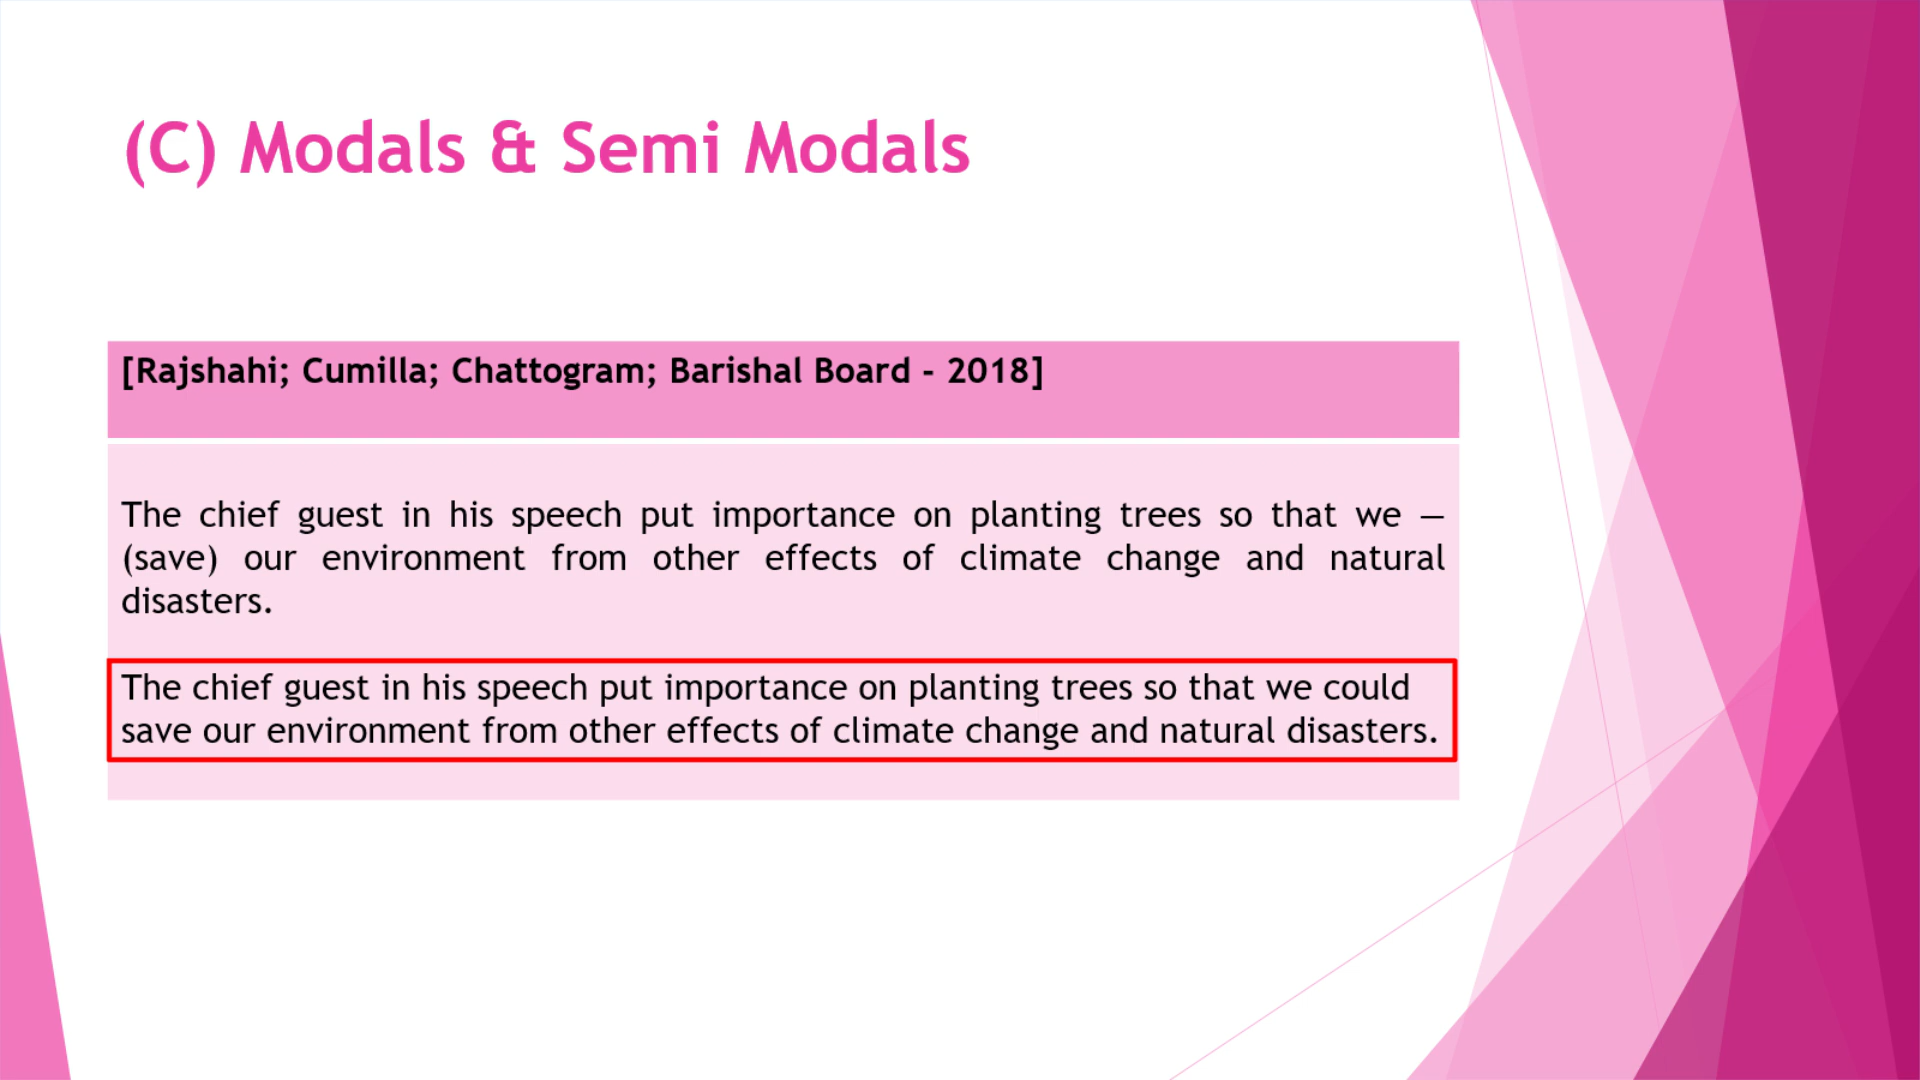 (C) Modals & Semi Modals
[Rajshahi; Cumilla; Chattogram; Barishal Board - 2018]
The chief guest in his speech put importance on planting trees so that we —
(save) our environment from other effects of climate change and natural
disasters.
The chief guest in his speech put importance on planting trees so that we could
save our environment from other effects of climate change and natural disasters.